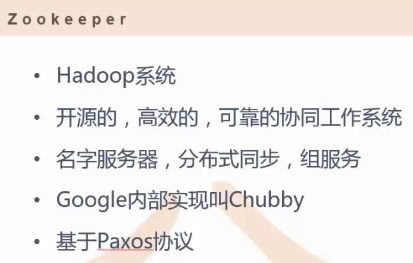 Zookeeper
• Hadoop系统
• 开源的，高效的，可靠的协同工作系统
• 名字服务器，分布式同步，组服务
• Google内部实现叫Chubby
• 基于Paxos协议